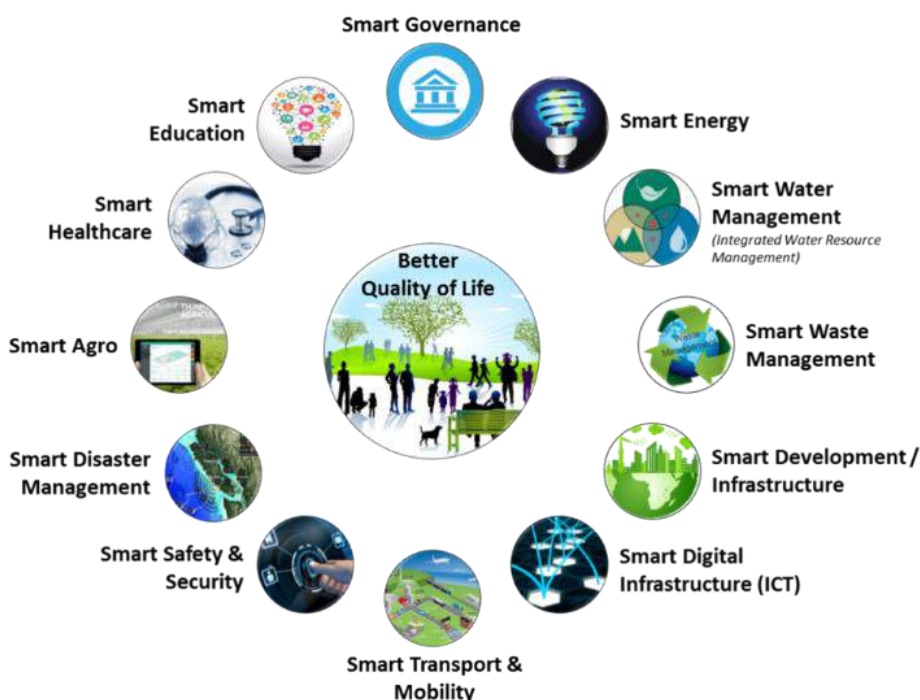 Smart Governance
Smart Energy
Smart Water
Management
(Integrated Water Resource
Management)
Smart Waste
Management
Smart Development /
Infrastructure
Smart Digital
Infrastructure (ICT)
Smart Transport &
Mobility
Smart Safety &
Security
Smart Disaster
Management
Smart Agro
Smart
Healthcare
Smart
Education
Better
Quality of Life
Waste
Management